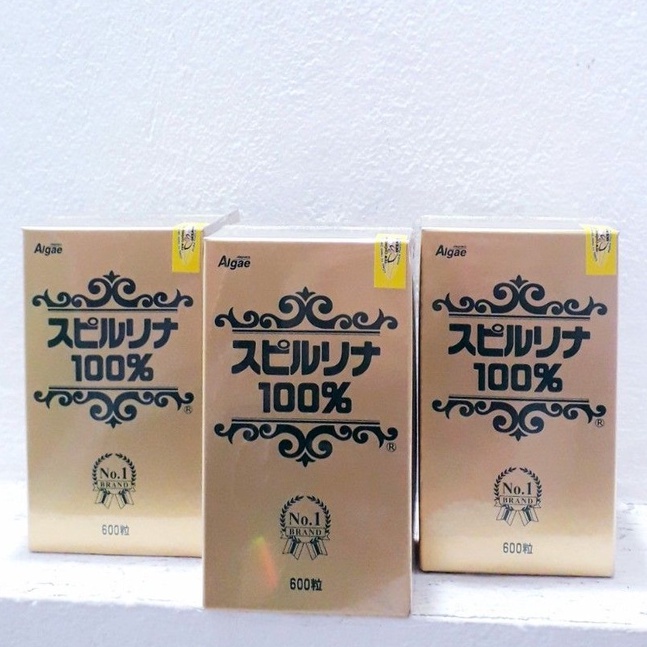 Algae
スピルリナ
100%
®
No.1
BRAND
600粒
Algae
スピルリナ
100%
®
No.1
BRAND
600粒
Algae
スピルリナ
100%
®
No.1
BRAND
600粒